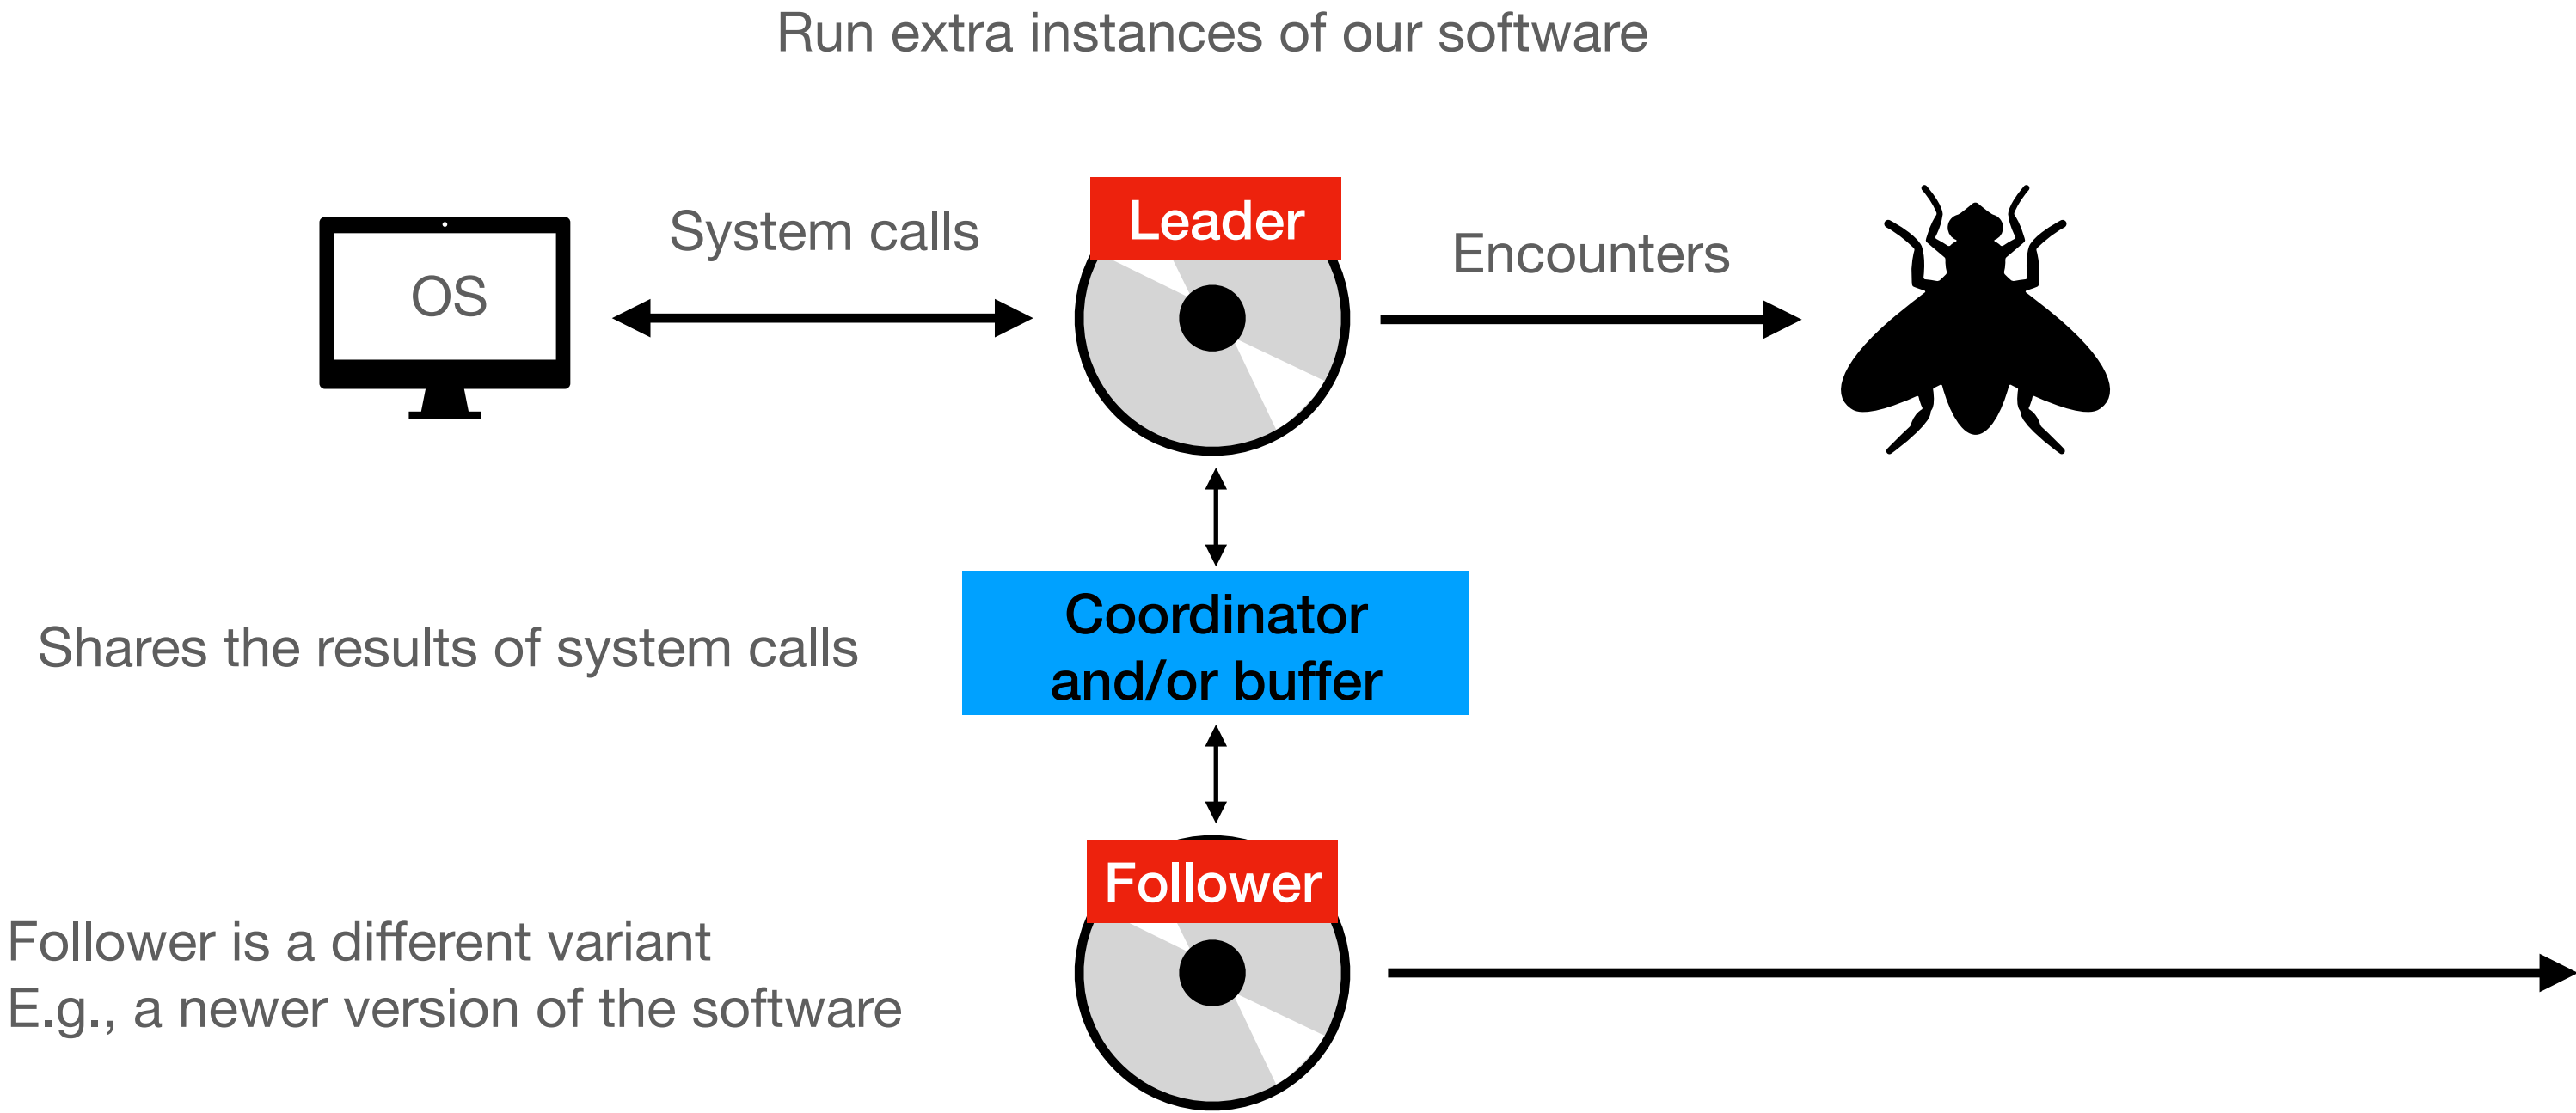 Run extra instances of our software
Leader
System calls
Encounters
OS
Coordinator
and/or buffer
Shares the results of system calls
Follower
Follower is a different variant
E.g., a newer version of the software